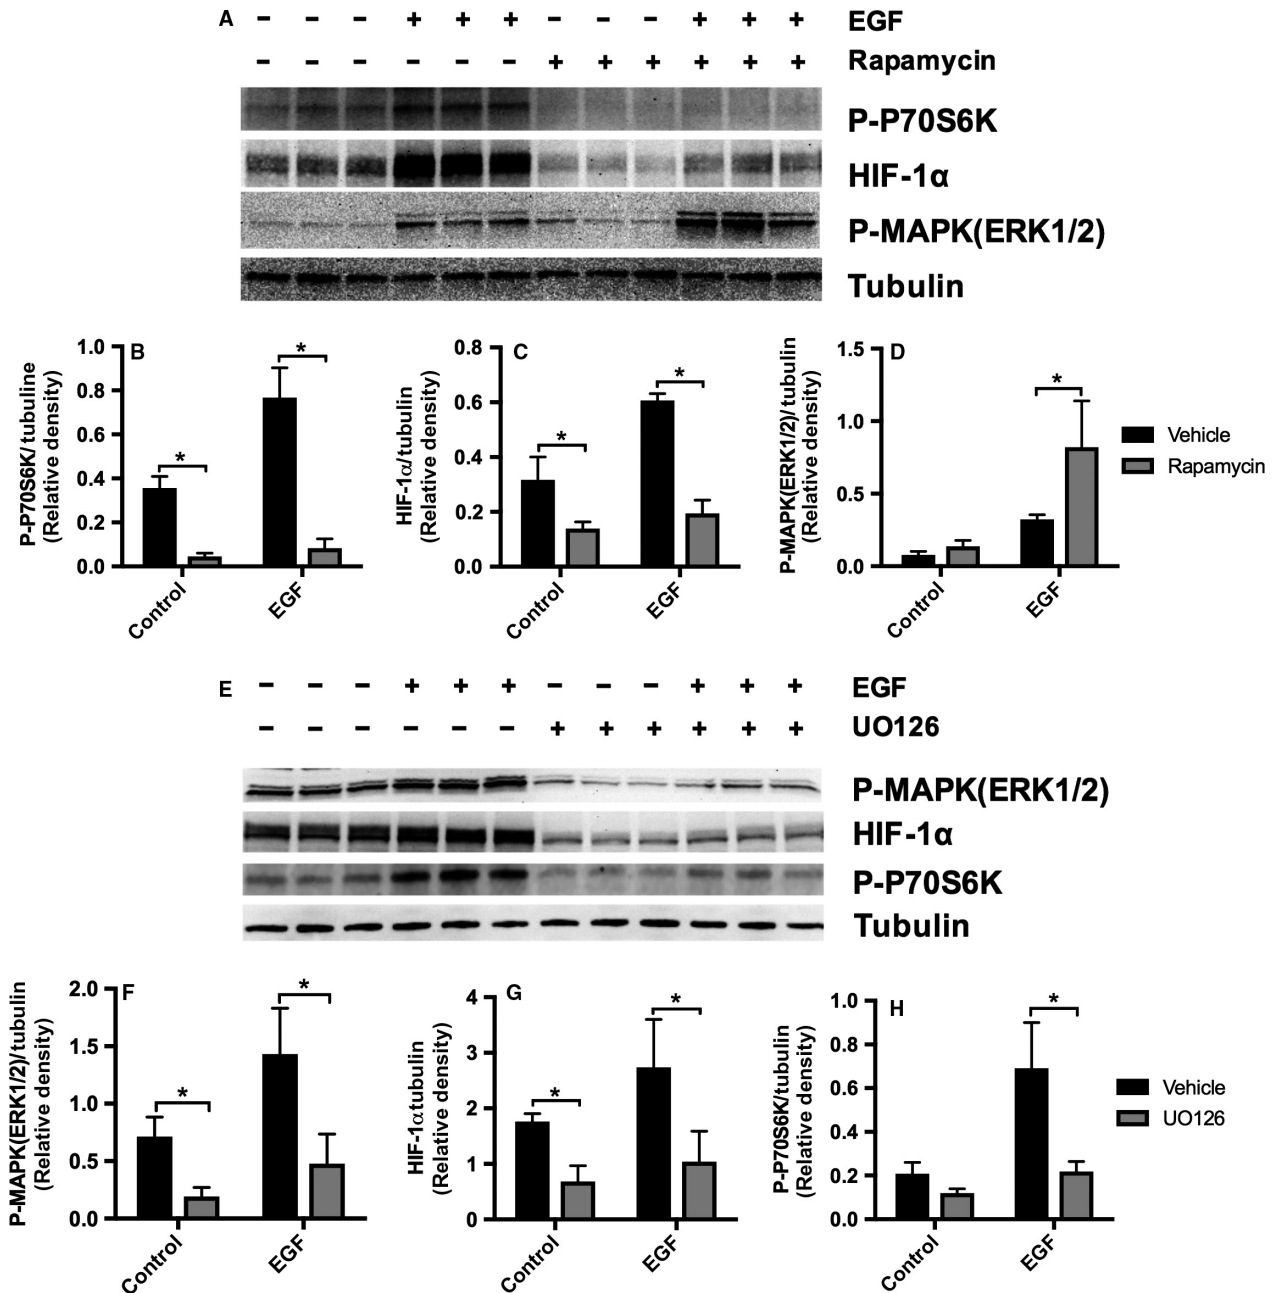 A − − − + + + − − − + + + EGF
− − − − − − + + + + + + Rapamycin
P-P70S6K
HIF-1α
P-MAPK(ERK1/2)
Tubulin
B
P-P70S6K/tubuline
(Relative density)
1.0
0.8
0.6
0.4
0.2
0.0
*
*
Control
EGF
C
HIF-1α/tubulin
(Relative density)
0.8
0.6
0.4
0.2
0.0
*
*
Control
EGF
D
P-MAPK(ERK1/2)/tubulin
(Relative density)
1.5
1.0
0.5
0.0
*
Control
EGF
Vehicle
Rapamycin
E − − − + + + − − − + + + EGF
− − − − − − + + + + + + UO126
P-MAPK(ERK1/2)
HIF-1α
P-P70S6K
Tubulin
F
P-MAPK(ERK1/2)/tubulin
(Relative density)
2.0
1.5
1.0
0.5
0.0
*
*
Control
EGF
G
HIF-1αtubulin
(Relative density)
4
3
2
1
0
*
*
Control
EGF
H
P-P70S6K/tubulin
(Relative density)
1.0
0.8
0.6
0.4
0.2
0.0
*
Control
EGF
Vehicle
UO126